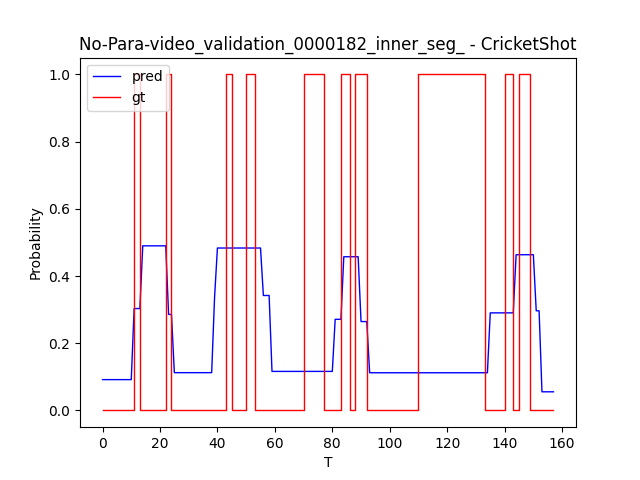 No-Para-video_validation_0000182_inner_seg_ - CricketShot
pred
gt
1.0
0.8
0.6
0.4
0.2
0.0
Probability
0 20 40 60 80 100 120 140 160
T